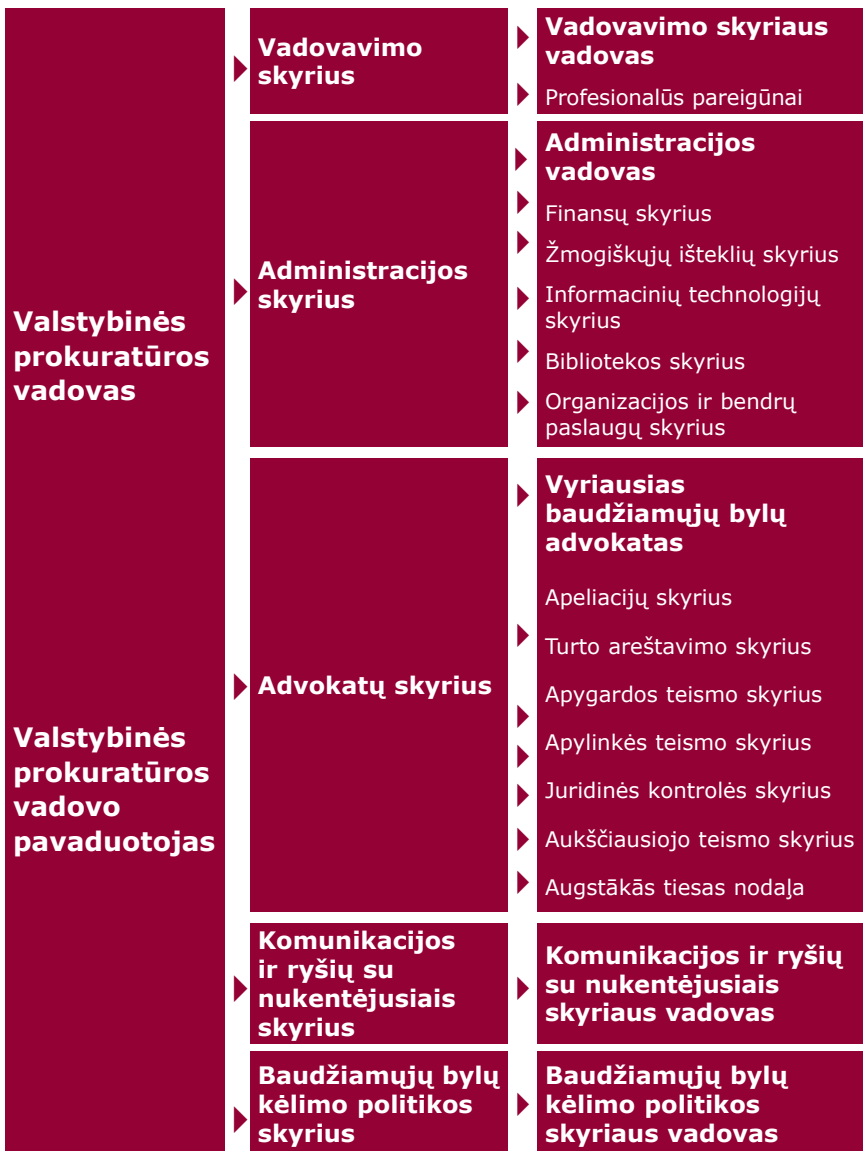 Valstybinės
prokuratūros
vadovas
Valstybinės
prokuratūros
vadovo
pavaduotojas
Vadovavimo
skyrius
Vadovavimo skyriaus
vadovas
Profesionalūs pareigūnai
Administracijos
skyrius
Administracijos
vadovas
Finansų skyrius
Žmogiškųjų išteklių skyrius
Informacinių technologijų
skyrius
Bibliotekos skyrius
Organizacijos ir bendrų
paslaugų skyrius
Advokatų skyrius
Vyriausias
baudžiamųjų bylų
advokatas
Apeliacijų skyrius
Turto areštavimo skyrius
Apygardos teismo skyrius
Apylinkės teismo skyrius
Juridinės kontrolės skyrius
Aukščiausiojo teismo skyrius
Augstākās tiesas nodaļa
Komunikacijos
ir ryšių su
nukentėjusiais
skyrius
Komunikacijos ir ryšių
su nukentėjusiais
skyriaus vadovas
Baudžiamųjų bylų
kėlimo politikos
skyrius
Baudžiamųjų bylų
kėlimo politikos
skyriaus vadovas